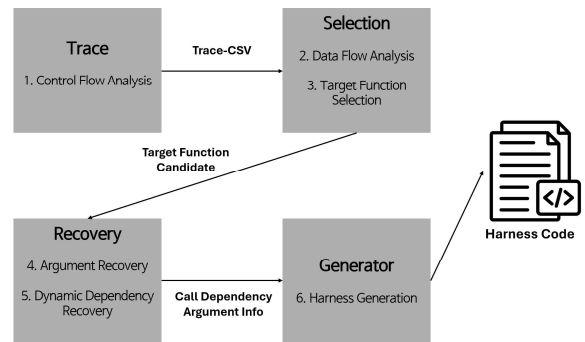 Trace
1. Control Flow Analysis
Trace-CSV
Selection
2. Data Flow Analysis
3. Target Function
Selection
Target Function
Candidate
</>
Harness Code
Recovery
4. Argument Recovery
5. Dynamic Dependency
Recovery
Call Dependency
Argument Info
Generator
6. Harness Generation